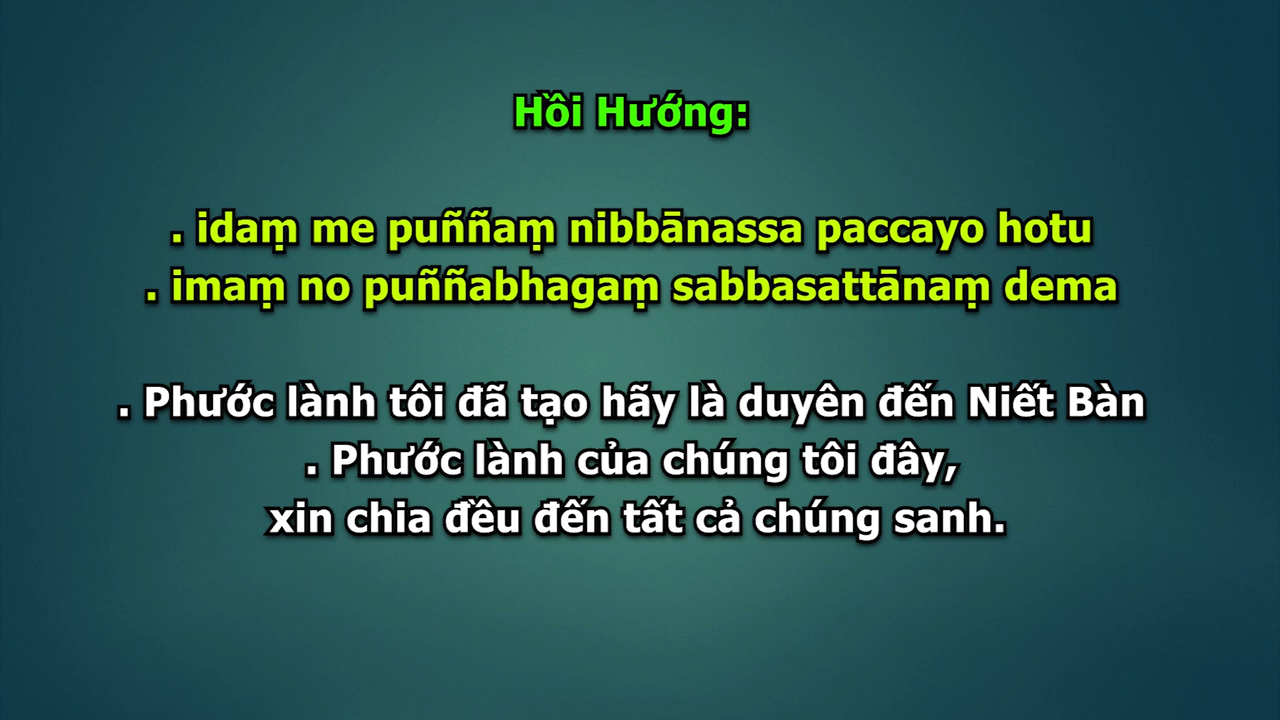 Hồi Hướng:
. idaṃ me puññaṃ nibbānassa paccayo hotu
. imaṃ no puññabhagaṃ sabbasattānaṃ dema
. Phước lành tôi đã tạo hãy là duyên đến Niết Bàn
. Phước lành của chúng tôi đây,
xin chia đều đến tất cả chúng sanh.